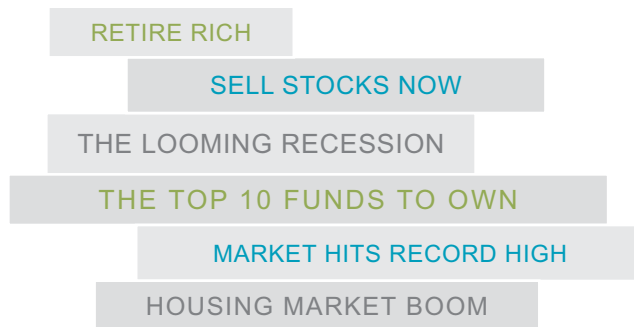 RETIRE RICH
SELL STOCKS NOW
THE LOOMING RECESSION
THE TOP 10 FUNDS TO OWN
MARKET HITS RECORD HIGH
HOUSING MARKET BOOM